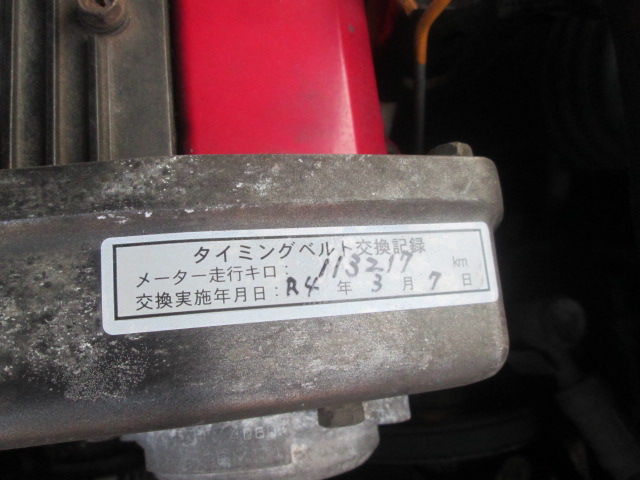 タイミングベルト交換記録
メーター走行キロ: 113217 km
交換実施年月日:R4 年 3 月 7 日